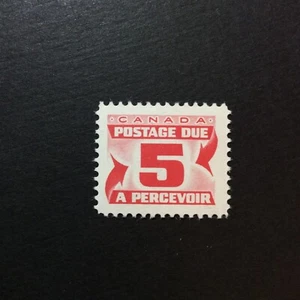 CANADA
POSTAGE DUE
5
A PERCEVOIR